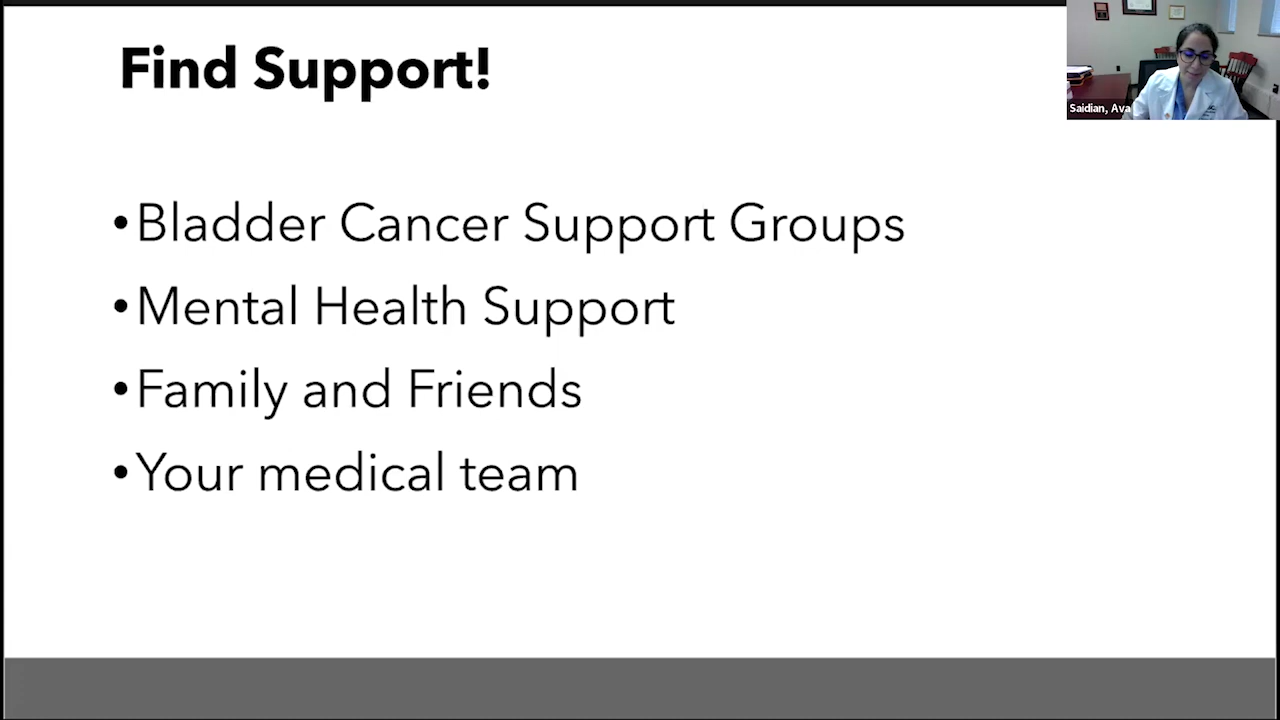 Find Support!
Saidian, Ava
•Bladder Cancer Support Groups
•Mental Health Support
•Family and Friends
•Your medical team